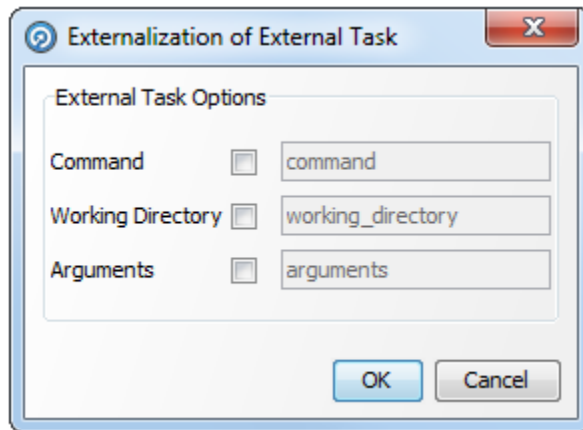 Externalization of External Task
External Task Options
Command command
Working Directory working_directory
Arguments arguments
OK Cancel